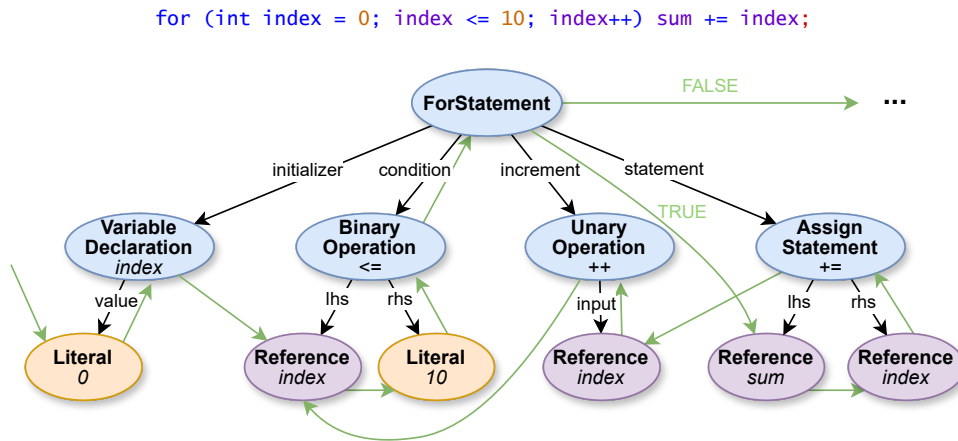 for (int index = 0; index <= 10; index++) sum += index;
ForStatement
FALSE
...
initializer
condition
increment
statement
TRUE
Variable
Declaration
index
Binary
Operation
<=
Unary
Operation
++
Assign
Statement
+=
value
lhs
rhs
input
lhs
rhs
Literal
0
Reference
index
Literal
10
Reference
index
Reference
sum
Reference
index